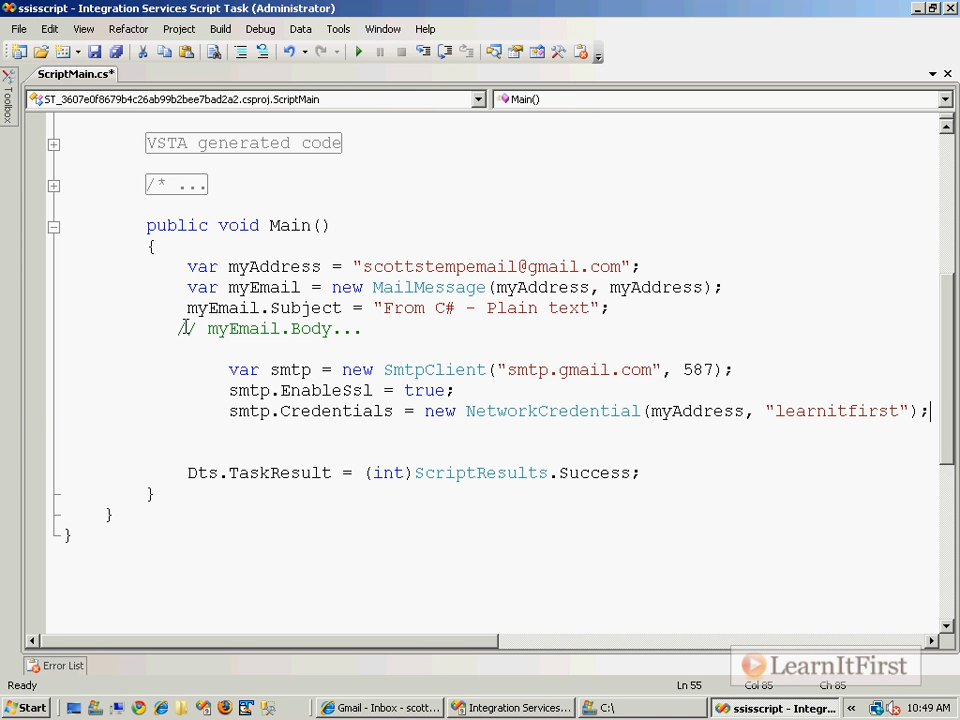 ssisscript - Integration Services Script Task (Administrator)
File Edit View Refactor Project Build Debug Data Tools Window Help
ScriptMain.cs*
Toolbox
ST_3607e0f8679b4c26ab99b2bee7bad2a2.csproj.ScriptMain Main()
VSTA generated code
/* ...
public void Main()
{
var myAddress = "scottstempemail@gmail.com";
var myEmail = new MailMessage(myAddress, myAddress);
myEmail.Subject = "From C# - Plain text";
// myEmail.Body...
var smtp = new SmtpClient("smtp.gmail.com", 587);
smtp.EnableSsl = true;
smtp.Credentials = new NetworkCredential(myAddress, "learnitfirst");
Dts.TaskResult = (int)ScriptResults.Success;
}
}
}
Error List
LearnItFirst
Ready Ln 55 Col 85 Ch 85
Start Gmail - Inbox - scott... Integration Services... C:\ ssisscript - Integr... 10:49 AM